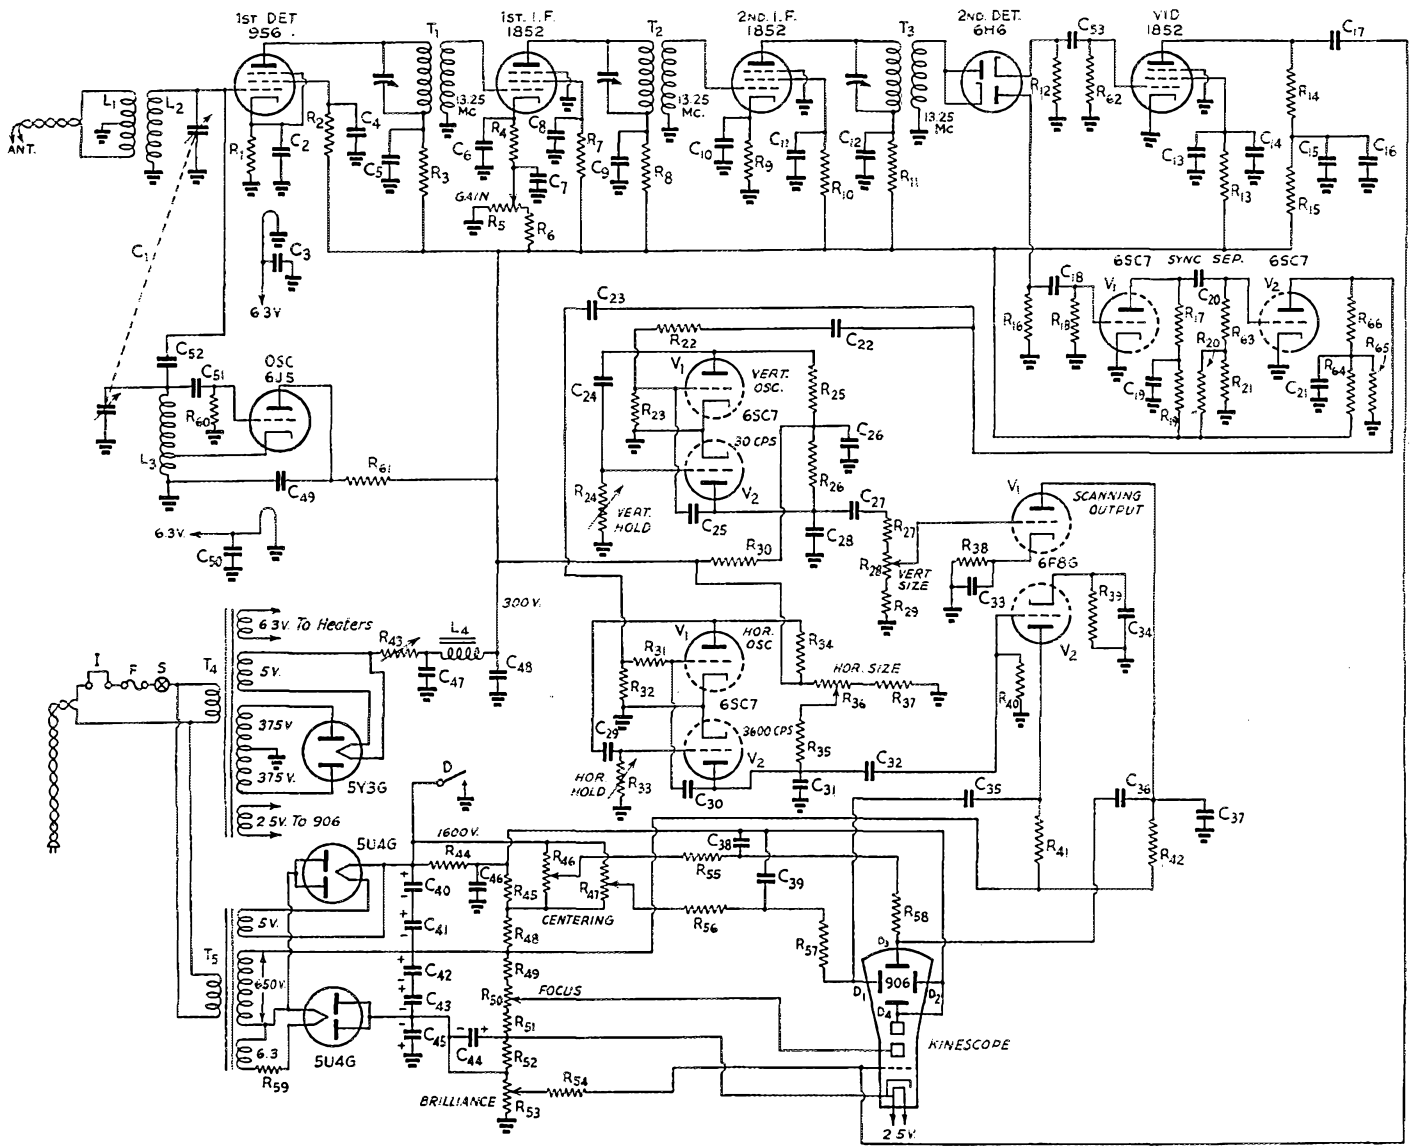 1ST DET
956
T1
1ST. I.F.
1852
T2
2ND. I.F.
1852
T3
2ND. DET.
6H6
C53
VID
1852
C17
L1
L2
ANT.
R1
C2
R2
C4
C5
R3
13.25
MC
C6
R4
C8
R7
C7
GAIN
R5
R6
C9
R8
13.25
MC.
C10
R9
C11
R10
C12
R11
13.25
MC
R12
R62
C13
R13
C14
R14
C15
C16
R15
C1
C3
6.3V
C52
C51
R60
OSC
6J5
L3
C49
R61
6.3V.
C50
C23
R22
C22
V1
VERT.
OSC.
6SC7
C24
R23
30 CPS
V2
R24
VERT.
HOLD
C25
R25
C26
R26
C27
C28
R27
R28
VERT
SIZE
R29
R30
R16
C18
R18
6SC7
SYNC SEP.
6SC7
V1
V2
R17
C19
R19
C20
R20
R63
R21
C21
R64
R66
R65
V1
SCANNING
OUTPUT
R38
C33
6F8G
R39
C34
V2
R40
300V.
L4
R43
C47
C48
6.3V. To Heaters
T4
5V.
375V
375V.
5Y3G
2.5V. To 906
I
F
S
R31
R32
V1
HOR.
OSC
6SC7
R34
HOR. SIZE
R36
R37
C29
3600 CPS
V2
HOR
HOLD
R33
C30
R35
C31
C32
C35
C36
C37
R41
R42
D
5U4G
1600V.
R44
C46
C40
C41
C42
C43
C45
C44
R45
R46
R47
CENTERING
R48
R49
R50
FOCUS
R51
R52
R53
BRILLIANCE
R54
R55
R56
C38
C39
R57
R58
T5
5V.
650V.
6.3
R59
5U4G
D3
D1
906
D2
D4
KINESCOPE
2.5V.